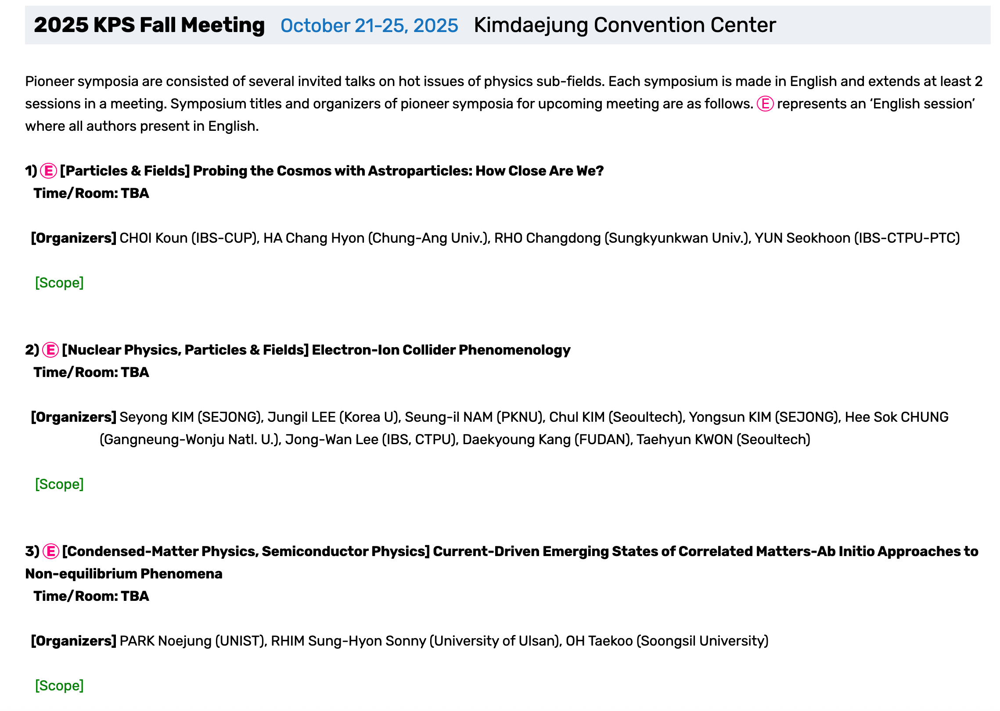 2025 KPS Fall Meeting October 21-25, 2025 Kimdaejung Convention Center
Pioneer symposia are consisted of several invited talks on hot issues of physics sub-fields. Each symposium is made in English and extends at least 2
sessions in a meeting. Symposium titles and organizers of pioneer symposia for upcoming meeting are as follows. Ⓔ represents an ‘English session’
where all authors present in English.
1) Ⓔ [Particles & Fields] Probing the Cosmos with Astroparticles: How Close Are We?
Time/Room: TBA
[Organizers] CHOI Koun (IBS-CUP), HA Chang Hyon (Chung-Ang Univ.), RHO Changdong (Sungkyunkwan Univ.), YUN Seokhoon (IBS-CTPU-PTC)
[Scope]
2) Ⓔ [Nuclear Physics, Particles & Fields] Electron-Ion Collider Phenomenology
Time/Room: TBA
[Organizers] Seyong KIM (SEJONG), Jungil LEE (Korea U), Seung-il NAM (PKNU), Chul KIM (Seoultech), Yongsun KIM (SEJONG), Hee Sok CHUNG
(Gangneung-Wonju Natl. U.), Jong-Wan Lee (IBS, CTPU), Daekyoung Kang (FUDAN), Taehyun KWON (Seoultech)
[Scope]
3) Ⓔ [Condensed-Matter Physics, Semiconductor Physics] Current-Driven Emerging States of Correlated Matters-Ab Initio Approaches to
Non-equilibrium Phenomena
Time/Room: TBA
[Organizers] PARK Noejung (UNIST), RHIM Sung-Hyon Sonny (University of Ulsan), OH Taekoo (Soongsil University)
[Scope]